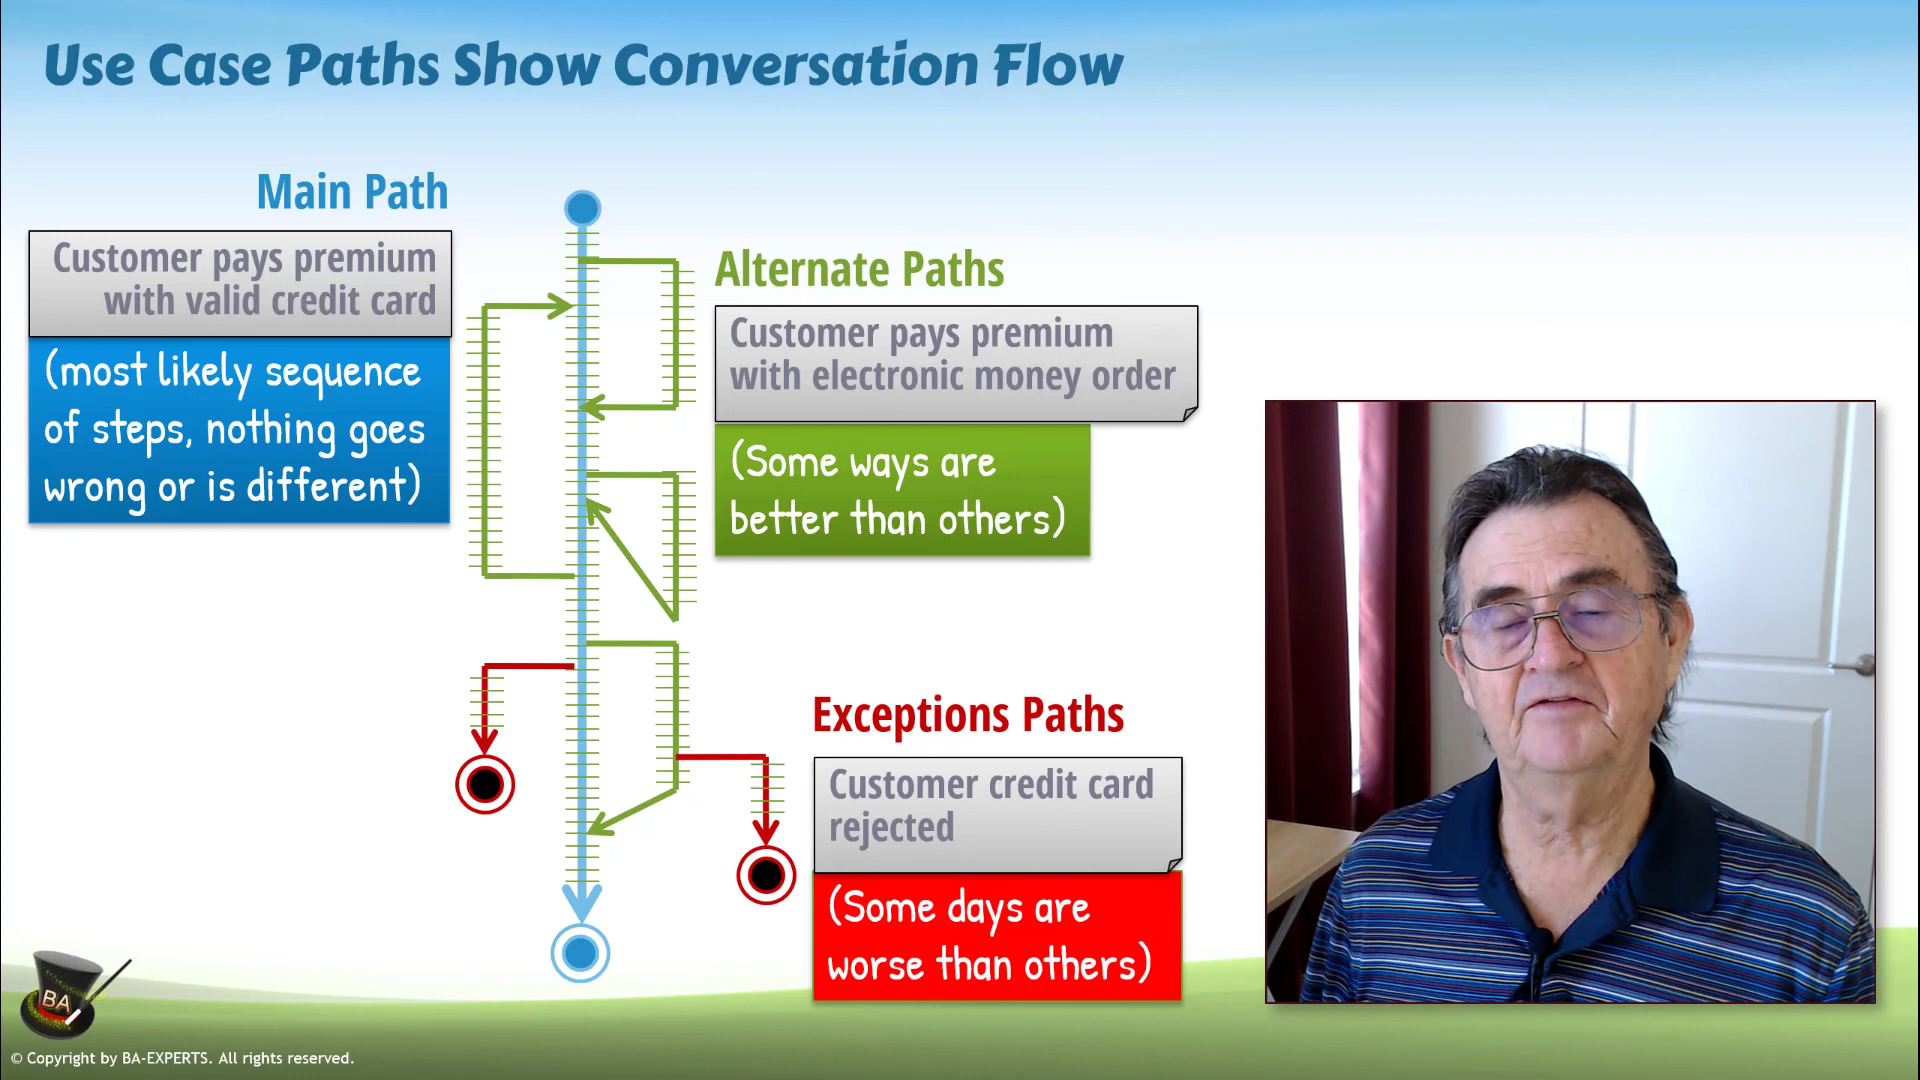 Use Case Paths Show Conversation Flow
Main Path
Customer pays premium
with valid credit card
(most likely sequence
of steps, nothing goes
wrong or is different)
Alternate Paths
Customer pays premium
with electronic money order
(Some ways are
better than others)
Exceptions Paths
Customer credit card
rejected
(Some days are
worse than others)
BA
© Copyright by BA-EXPERTS. All rights reserved.